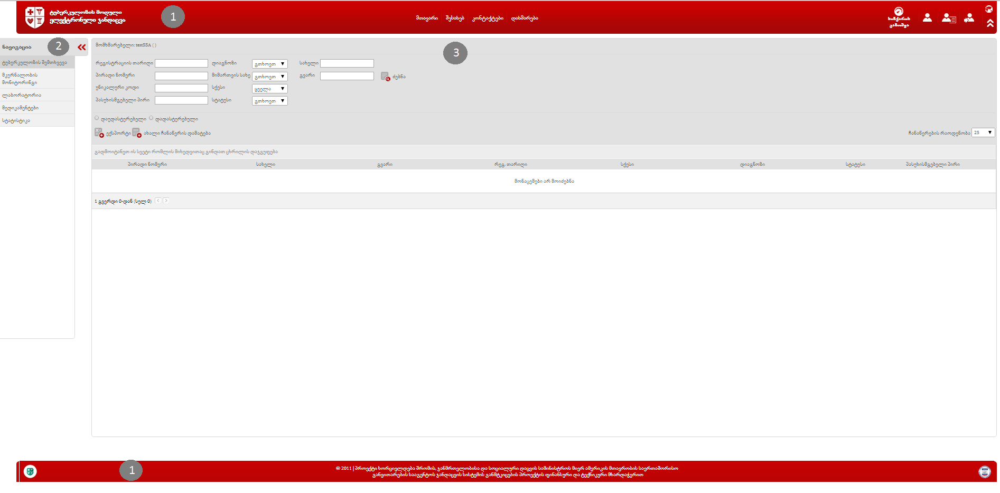 ტუბერკულოზის მოდული
ელექტრონული ჯანდაცვა
1
მთავარი შესახებ კონტაქტები დახმარება
სიჩქარის
გაზომვა
ნავიგაცია
2
ტუბერკულოზის შემთხვევა
მკურნალობის
მონიტორინგი
ლაბორატორია
მედიკამენტები
სტატისტიკა
მომხმარებელი: testSSA ( )
3
რეგისტრაციის თარიღი დიაგნოზი გთხოვთ სახელი
პირადი ნომერი მიმართვის სახე გთხოვთ გვარი ძებნა
უნიკალური კოდი სქესი ყველა
პასუხისმგებელი პირი სტატუსი გთხოვთ
დაუდასტურებელი დადასტურებული
ექსპორტი ახალი ჩანაწერის დამატება ჩანაწერების რაოდენობა 25
გადმოიტანეთ ის სვეტი რომლის მიხედვითაც გინდათ ცხრილის დაჯგუფება
პირადი ნომერი სახელი გვარი რეგ. თარიღი სქესი დიაგნოზი სტატუსი პასუხისმგებელი პირი
მონაცემები არ მოიძებნა
1 გვერდი 0-დან (სულ 0)
1
© 2011 | პროექტი ხორციელდება შრომის, ჯანმრთელობისა და სოციალური დაცვის სამინისტროს მიერ ამერიკის მთავრობის საერთაშორისო
განვითარების სააგენტოს ჯანდაცვის სისტემის განმტკიცების პროექტის ფინანსური და ტექნიკური მხარდაჭერით